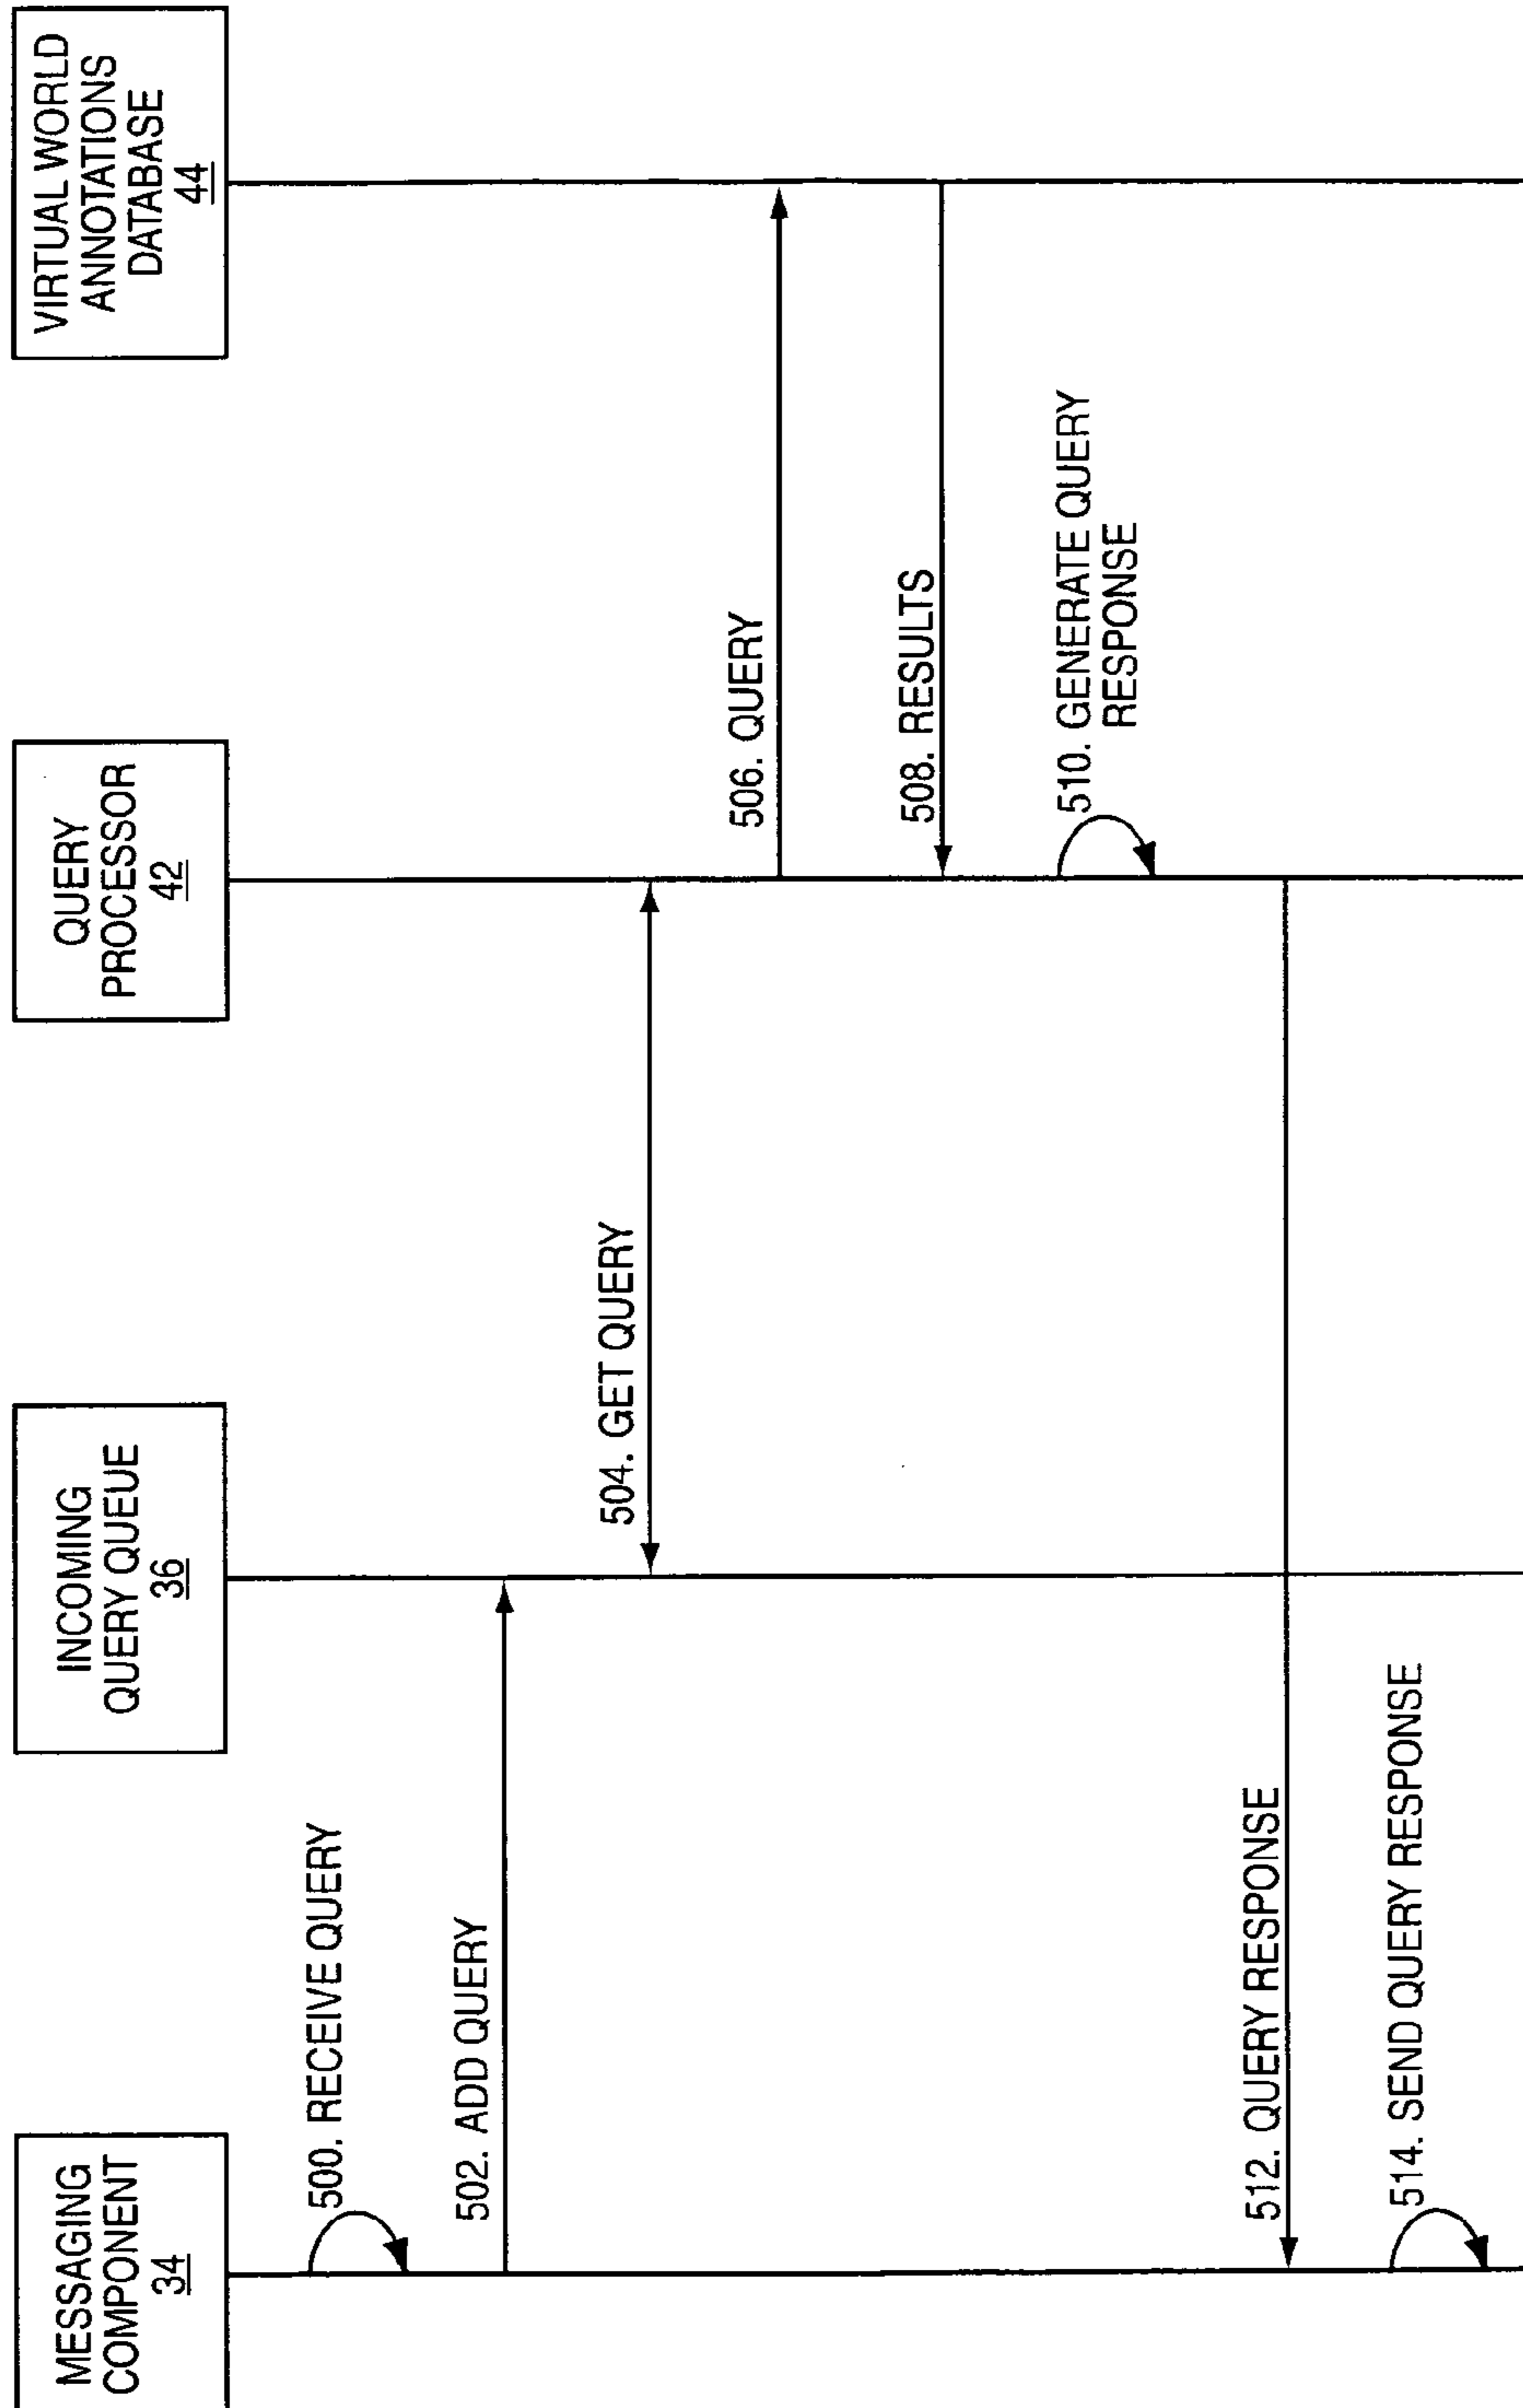 MESSAGING
COMPONENT
34
INCOMING
QUERY QUEUE
36
QUERY
PROCESSOR
42
VIRTUAL WORLD
ANNOTATIONS
DATABASE
44
500. RECEIVE QUERY
502. ADD QUERY
504. GET QUERY
506. QUERY
508. RESULTS
510. GENERATE QUERY
RESPONSE
512. QUERY RESPONSE
514. SEND QUERY RESPONSE